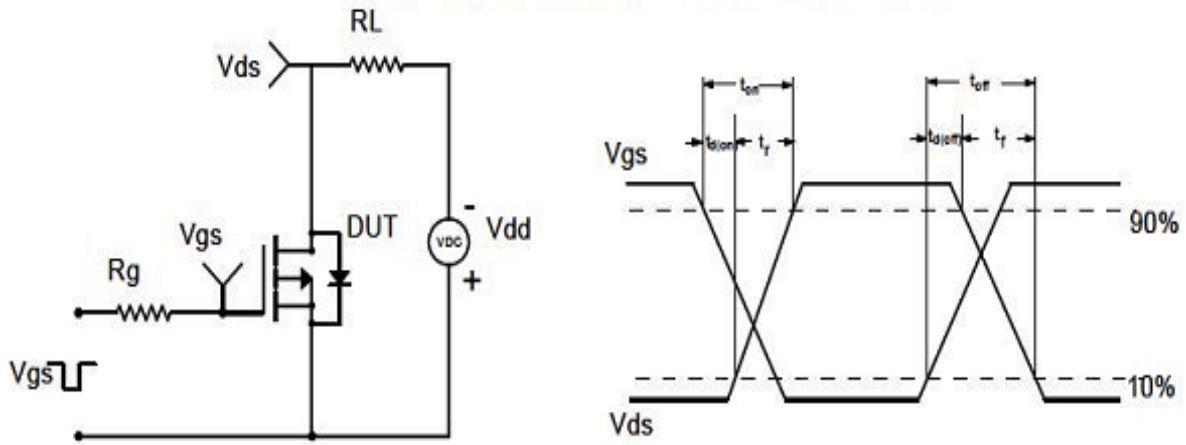 RL
Vds
-
Vdd
VDC
+
DUT
Vgs
Rg
Vgs
ton
toff
td(on)
tr
td(off)
tf
Vgs
90%
10%
Vds